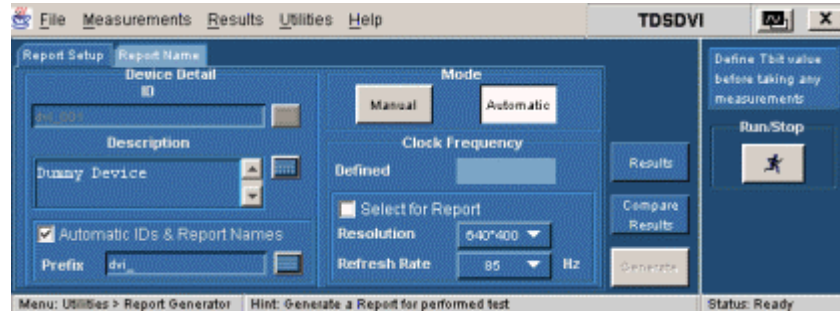 File Measurements Results Utilities Help TDSDVI X
Report Setup Report Name
Device Detail
ID
dvi_001
Description
Dummy Device
Automatic IDs & Report Names
Prefix dvi_
Mode
Manual Automatic
Clock Frequency
Defined
Select for Report
Resolution 640*400
Refresh Rate 85 Hz
Results
Compare
Results
Generate
Define Tbit value
before taking any
measurements
Run/Stop
Menu: Utilities > Report Generator Hint: Generate a Report for performed test Status: Ready